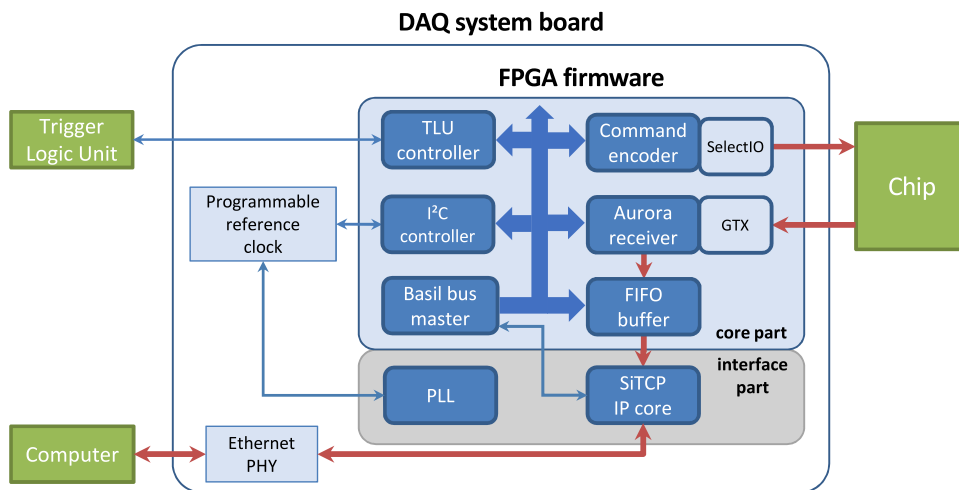 DAQ system board
FPGA firmware
Trigger
Logic Unit
TLU
controller
Command
encoder
SelectIO
Chip
Programmable
reference
clock
I²C
controller
Aurora
receiver
GTX
Basil bus
master
FIFO
buffer
core part
interface
part
PLL
SiTCP
IP core
Computer
Ethernet
PHY